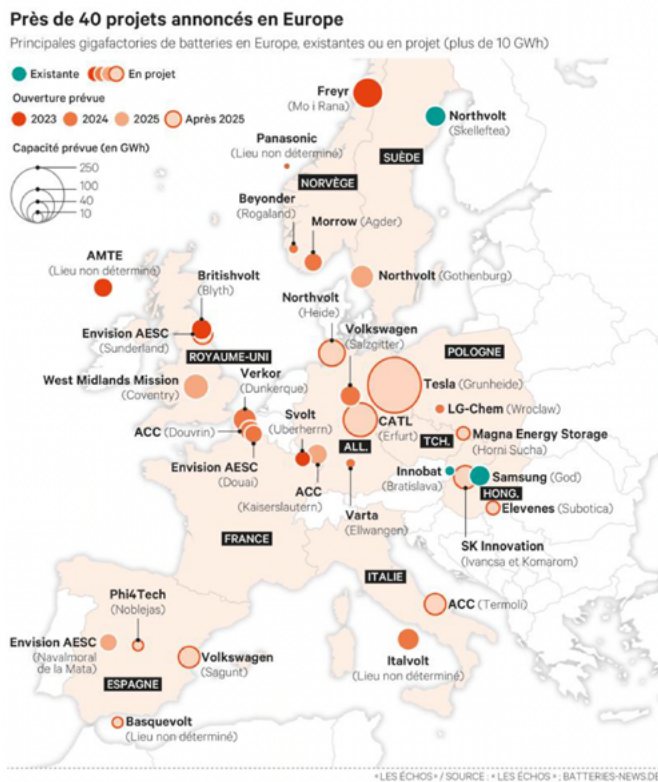 Près de 40 projets annoncés en Europe
Principales gigafactories de batteries en Europe, existantes ou en projet (plus de 10 GWh)
Existante
En projet
Ouverture prévue
2023
2024
2025
Après 2025
Capacité prévue (en GWh)
250
100
40
10
Freyr
(Mo i Rana)
Northvolt
(Skelleftea)
Panasonic
(Lieu non déterminé)
SUÈDE
NORVÈGE
Beyonder
(Rogaland)
Morrow (Agder)
AMTE
(Lieu non déterminé)
Britishvolt
(Blyth)
Northvolt (Gothenburg)
Northvolt
(Heide)
Envision AESC
(Sunderland)
Volkswagen
(Salzgitter)
ROYAUME-UNI
POLOGNE
West Midlands Mission
(Coventry)
Verkor
(Dunkerque)
Tesla (Grunheide)
Svolt
(Uberherrn)
LG-Chem (Wroclaw)
ACC (Douvrin)
CATL
(Erfurt)
Magna Energy Storage
(Horni Sucha)
ALL.
TCH.
Envision AESC
(Douai)
Innobat
(Bratislava)
Samsung (God)
HONG.
ACC
(Kaiserslautern)
Elevenes (Subotica)
Varta
(Ellwangen)
FRANCE
SK Innovation
(Ivancsa et Komarom)
ITALIE
Phi4Tech
(Noblejas)
ACC (Termoli)
Envision AESC
(Navalmoral
de la Mata)
Volkswagen
(Sagunt)
Italvolt
(Lieu non déterminé)
ESPAGNE
Basquevolt
(Lieu non déterminé)
« LES ÉCHOS » / SOURCE : « LES ÉCHOS » ; BATTERIES-NEWS.DE